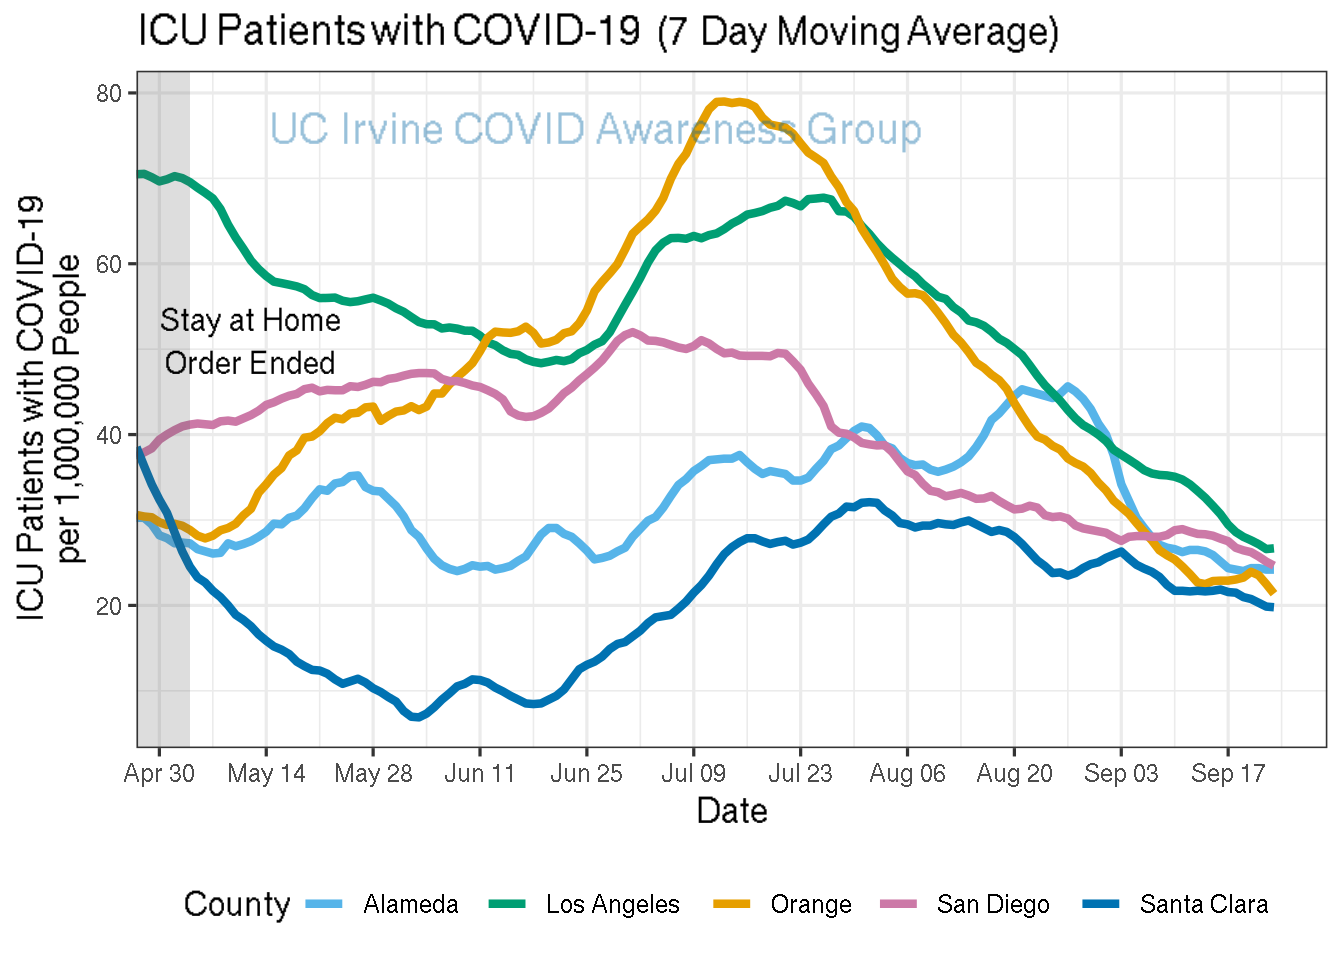 ICU Patients with COVID-19 (7 Day Moving Average)
UC Irvine COVID Awareness Group
Stay at Home
Order Ended
ICU Patients with COVID-19
per 1,000,000 People
80
60
40
20
Apr 30 May 14 May 28 Jun 11 Jun 25 Jul 09 Jul 23 Aug 06 Aug 20 Sep 03 Sep 17
Date
County Alameda Los Angeles Orange San Diego Santa Clara